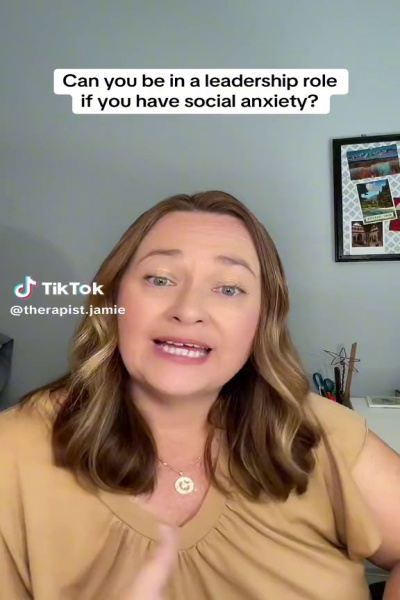 Can you be in a leadership role
if you have social anxiety?
TikTok
@therapist.jamie